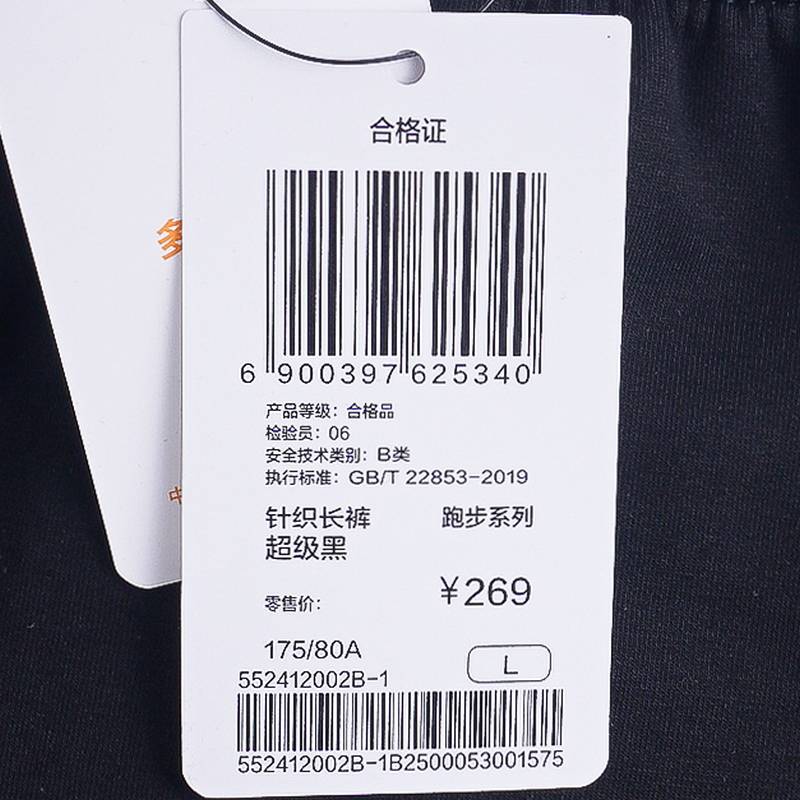 合格证
6 900397 625340
产品等级：合格品
检验员：06
安全技术类别：B类
执行标准：GB/T 22853-2019
针织长裤 跑步系列
超级黑
零售价： ¥269
175/80A L
552412002B-1
552412002B-1B2500053001575
多
中